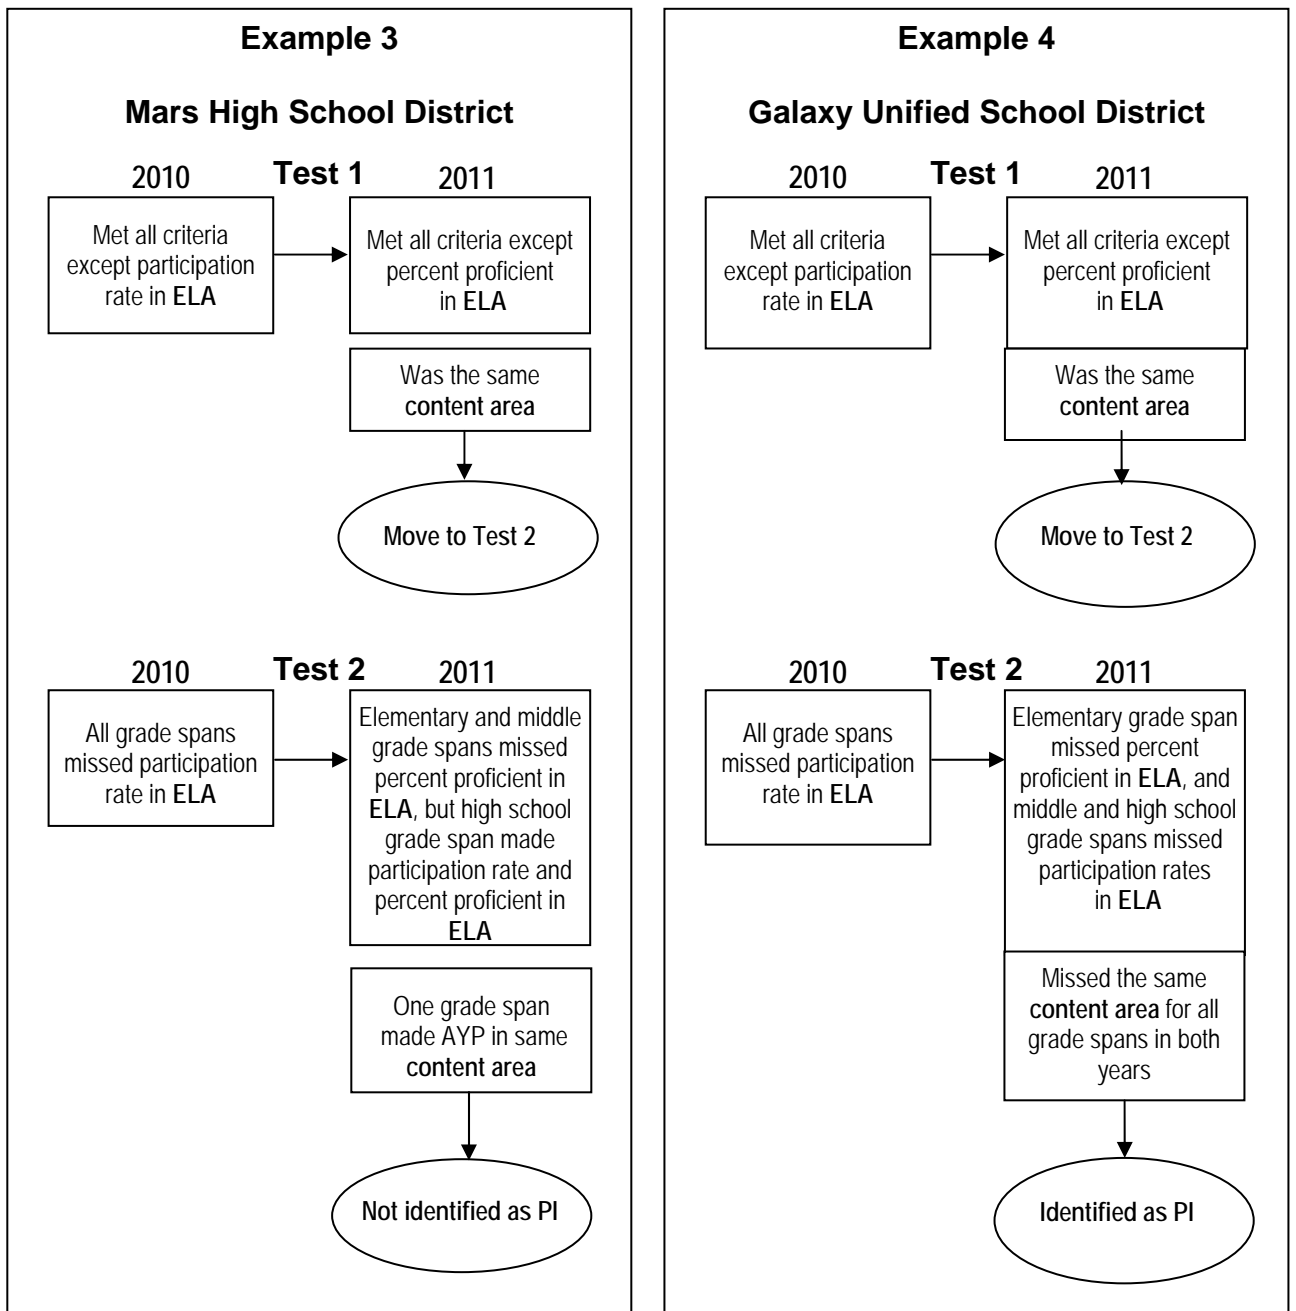 Example 3
Mars High School District
2010
Test 1
2011
Met all criteria
except participation
rate in ELA
Met all criteria except
percent proficient
in ELA
Was the same
content area
Move to Test 2
2010
Test 2
2011
All grade spans
missed participation
rate in ELA
Elementary and middle
grade spans missed
percent proficient in
ELA, but high school
grade span made
participation rate and
percent proficient in
ELA
One grade span
made AYP in same
content area
Not identified as PI
Example 4
Galaxy Unified School District
2010
Test 1
2011
Met all criteria
except participation
rate in ELA
Met all criteria except
percent proficient
in ELA
Was the same
content area
Move to Test 2
2010
Test 2
2011
All grade spans
missed participation
rate in ELA
Elementary grade span
missed percent
proficient in ELA, and
middle and high school
grade spans missed
participation rates
in ELA
Missed the same
content area for all
grade spans in both
years
Identified as PI